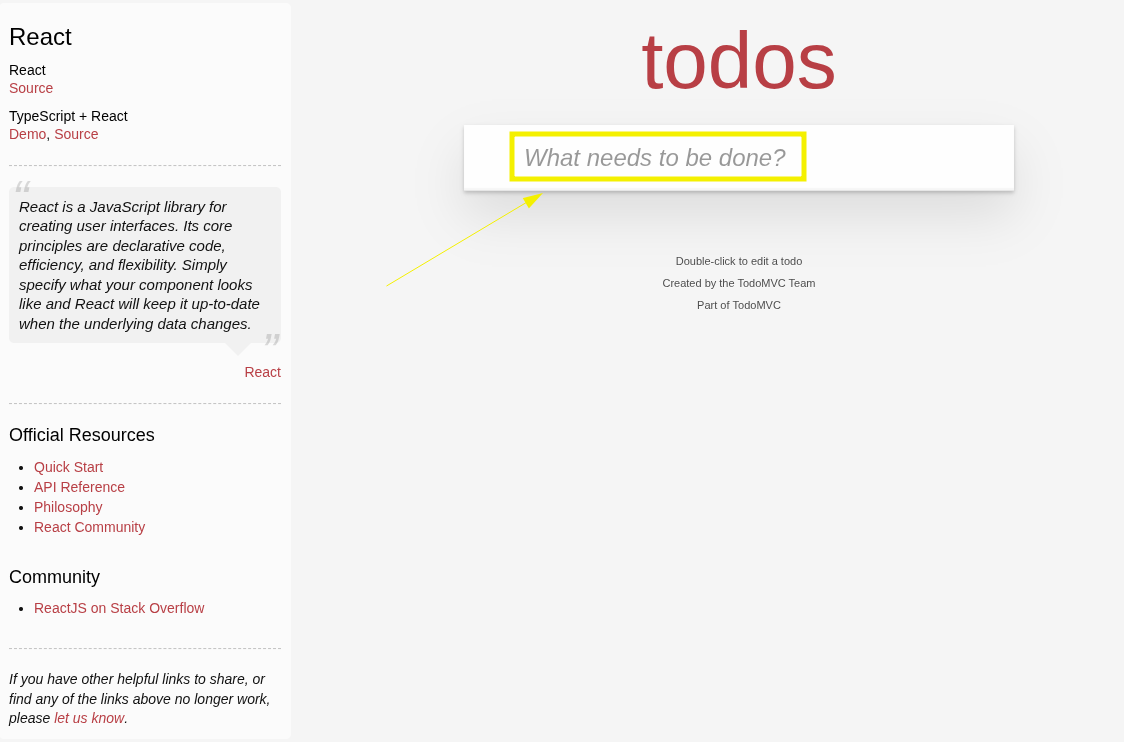 React
React
Source
TypeScript + React
Demo, Source
“
React is a JavaScript library for
creating user interfaces. Its core
principles are declarative code,
efficiency, and flexibility. Simply
specify what your component looks
like and React will keep it up-to-date
when the underlying data changes.
”
React
Official Resources
• Quick Start
• API Reference
• Philosophy
• React Community
Community
• ReactJS on Stack Overflow
If you have other helpful links to share, or
find any of the links above no longer work,
please let us know.
todos
What needs to be done?
Double-click to edit a todo
Created by the TodoMVC Team
Part of TodoMVC